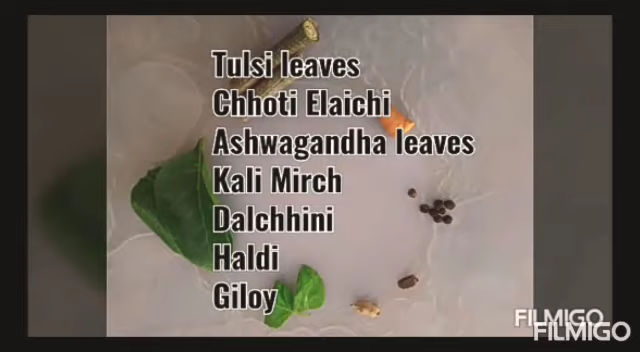 Tulsi leaves
Chhoti Elaichi
Ashwagandha leaves
Kali Mirch
Dalchhini
Haldi
Giloy
FILMIGO
FILMIGO